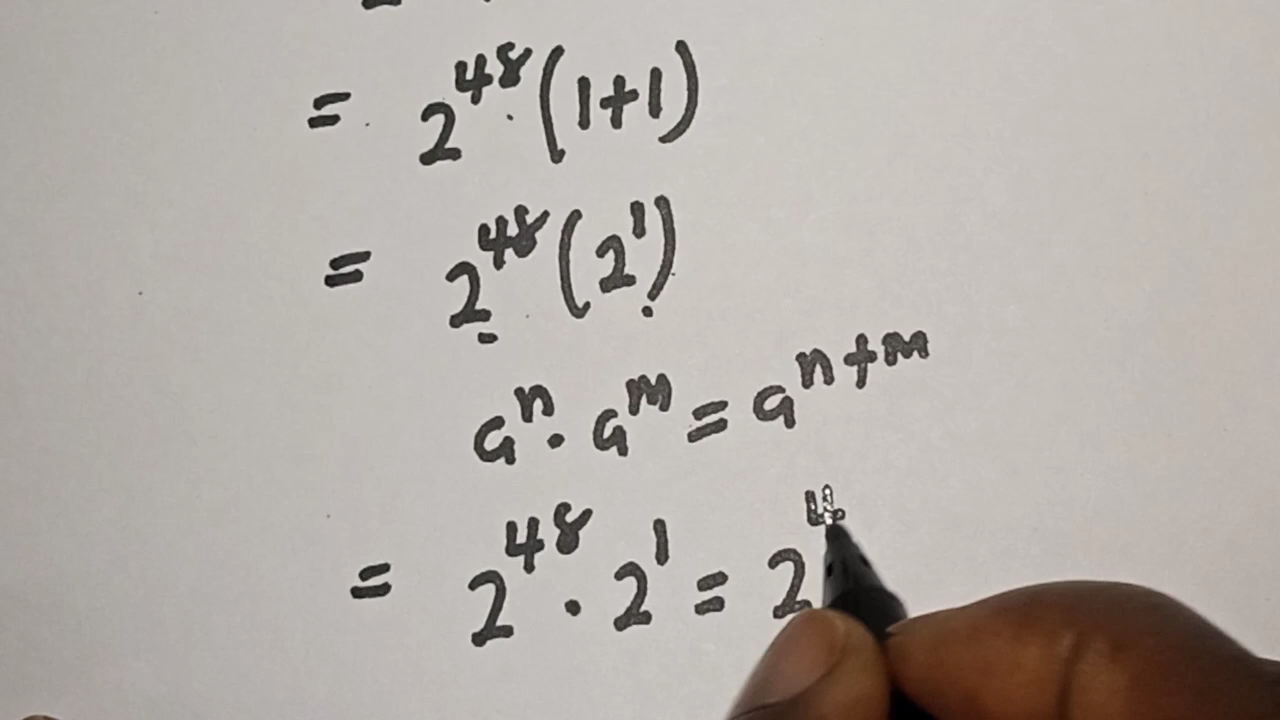 = 2^48 (1+1)
= 2^48 (2^1)
a^n · a^m = a^n+m
= 2^48 · 2^1 = 2^4